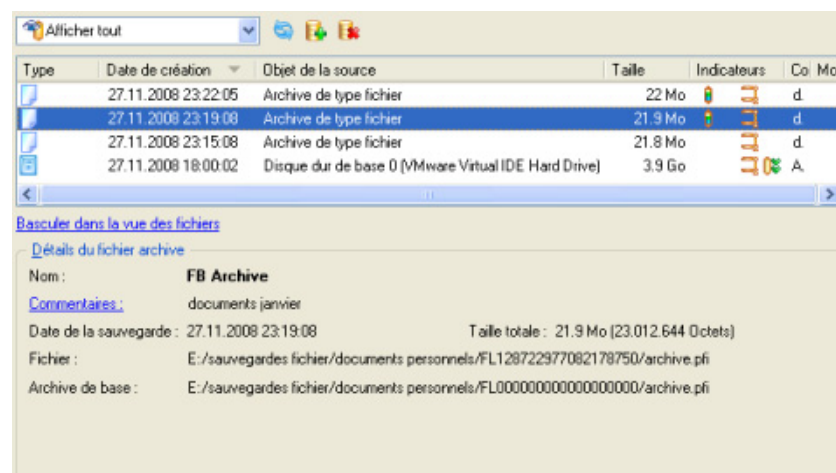 Afficher tout
Type Date de création Objet de la source Taille Indicateurs Co Mo
27.11.2008 23:22:05 Archive de type fichier 22 Mo d.
27.11.2008 23:19:08 Archive de type fichier 21.9 Mo d.
27.11.2008 23:15:08 Archive de type fichier 21.8 Mo d.
27.11.2008 18:00:02 Disque dur de base 0 (VMware Virtual IDE Hard Drive) 3.9 Go A.
Basculer dans la vue des fichiers
Détails du fichier archive
Nom : FB Archive
Commentaires : documents janvier
Date de la sauvegarde : 27.11.2008 23:19:08 Taille totale : 21.9 Mo (23.012.644 Octets)
Fichier : E:/sauvegardes fichier/documents personnels/FL128722977082178750/archive.pfi
Archive de base : E:/sauvegardes fichier/documents personnels/FL000000000000000000/archive.pfi